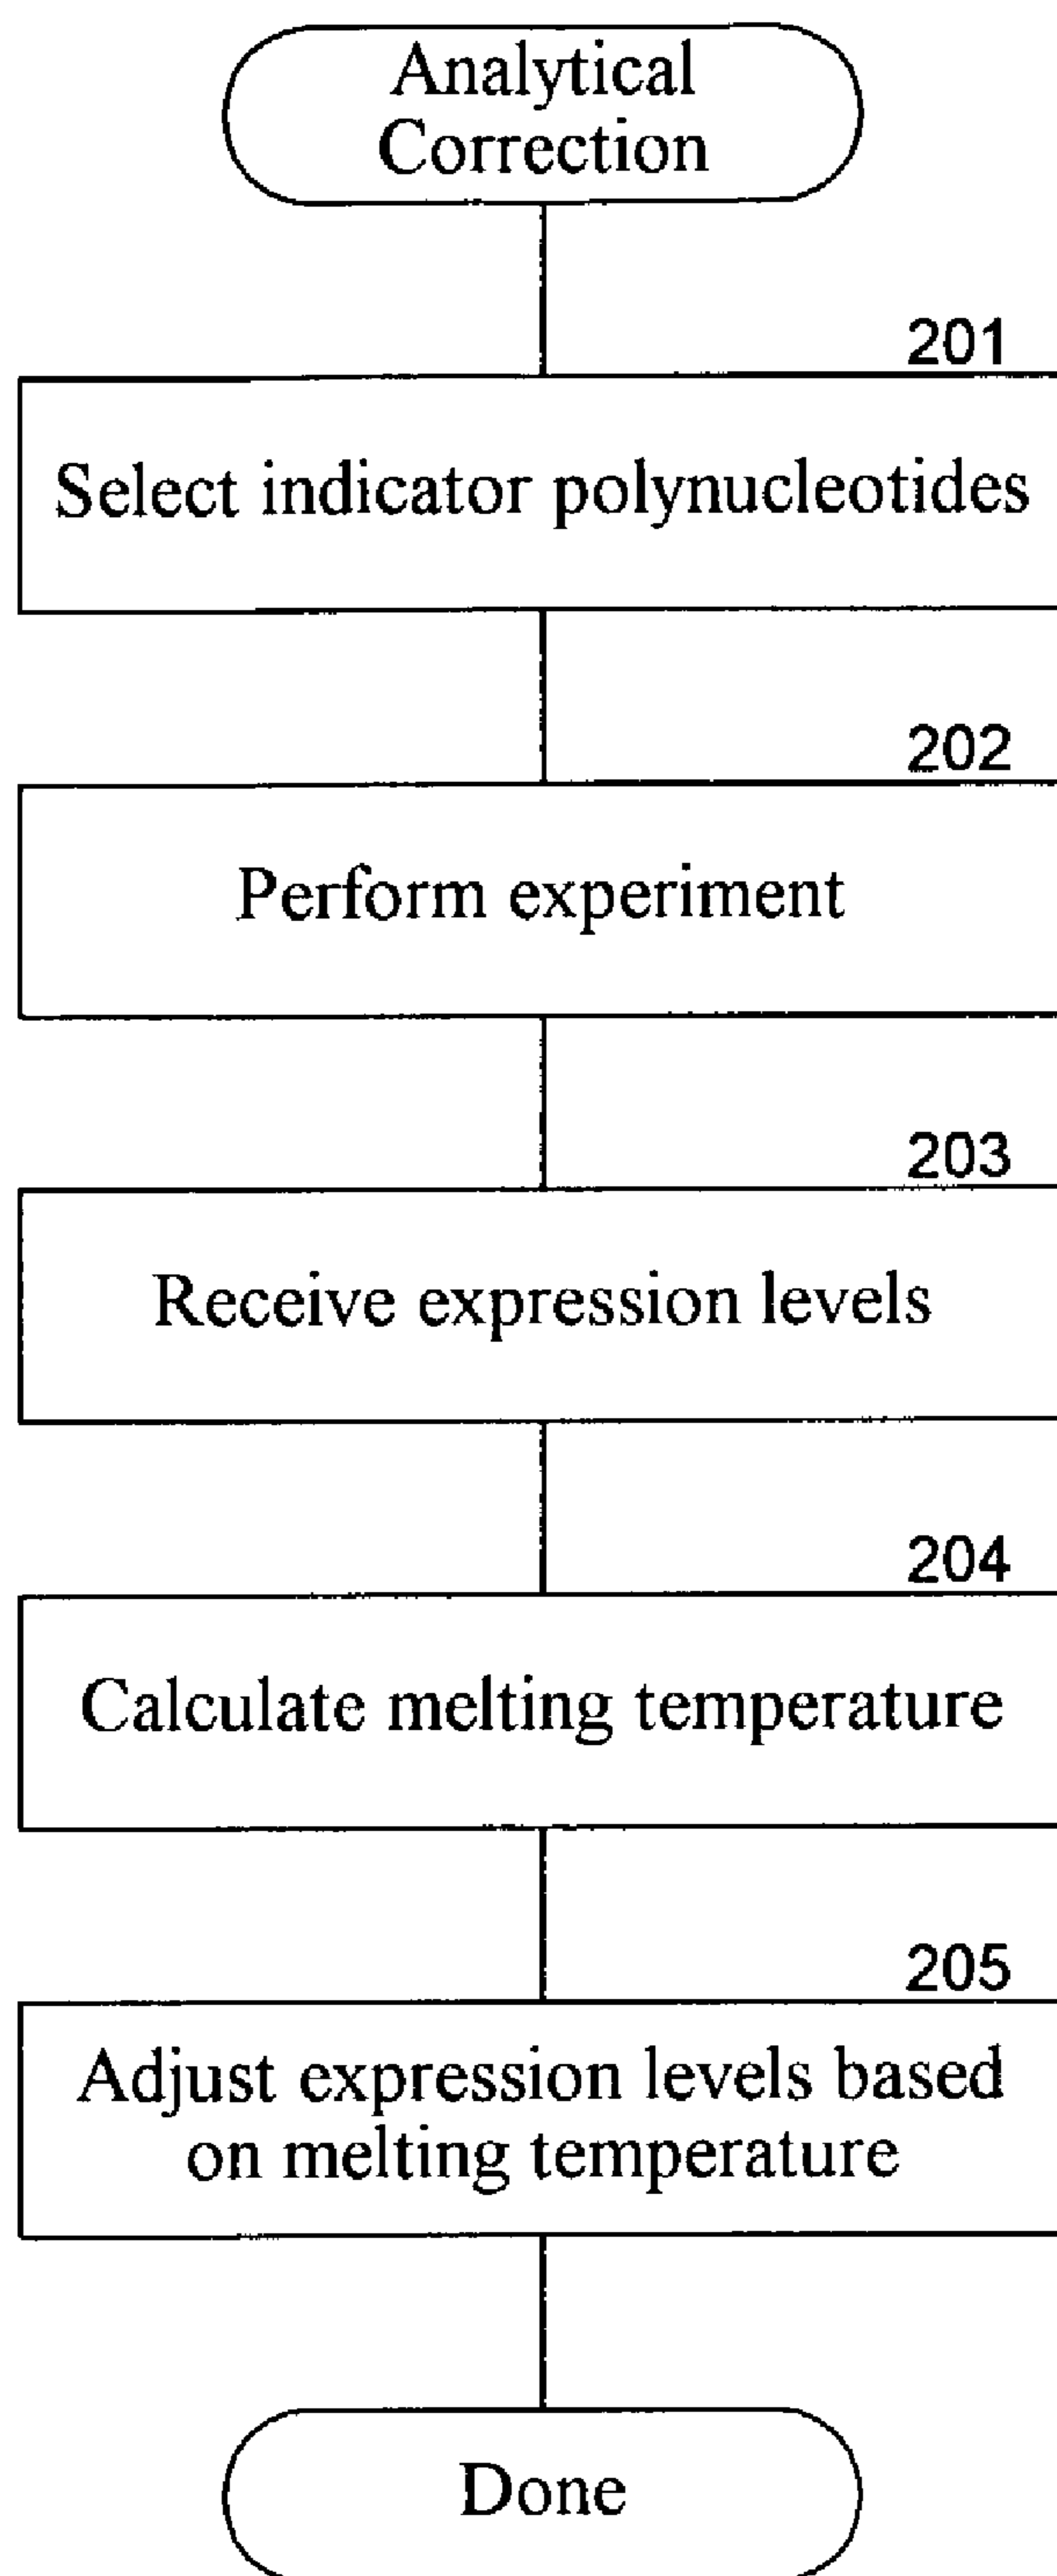 Analytical
Correction
201
Select indicator polynucleotides
202
Perform experiment
203
Receive expression levels
204
Calculate melting temperature
205
Adjust expression levels based
on melting temperature
Done